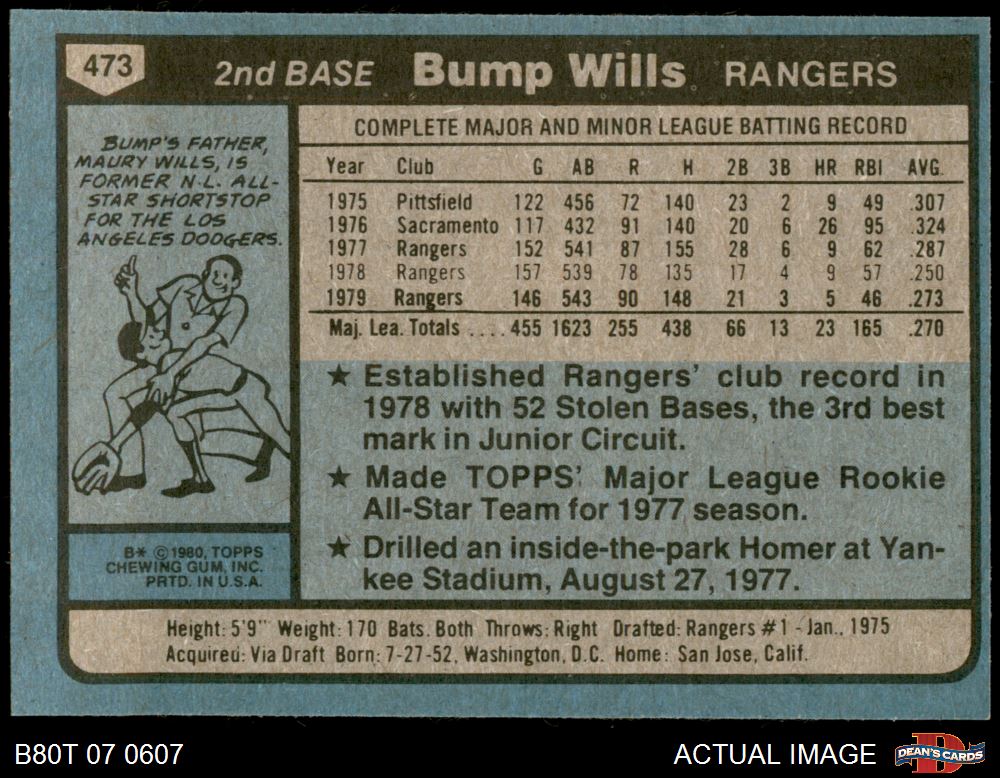 473
2nd BASE Bump Wills RANGERS
BUMP'S FATHER,
MAURY WILLS, IS
FORMER N.L. ALL-
STAR SHORTSTOP
FOR THE LOS
ANGELES DODGERS.
B* © 1980, TOPPS
CHEWING GUM, INC.
PRTD. IN U.S.A.
COMPLETE MAJOR AND MINOR LEAGUE BATTING RECORD
Year Club G AB R H 2B 3B HR RBI AVG.
1975 Pittsfield 122 456 72 140 23 2 9 49 .307
1976 Sacramento 117 432 91 140 20 6 26 95 .324
1977 Rangers 152 541 87 155 28 6 9 62 .287
1978 Rangers 157 539 78 135 17 4 9 57 .250
1979 Rangers 146 543 90 148 21 3 5 46 .273
Maj. Lea. Totals .... 455 1623 255 438 66 13 23 165 .270
★ Established Rangers' club record in
1978 with 52 Stolen Bases, the 3rd best
mark in Junior Circuit.
★ Made TOPPS' Major League Rookie
All-Star Team for 1977 season.
★ Drilled an inside-the-park Homer at Yan-
kee Stadium, August 27, 1977.
Height: 5'9" Weight: 170 Bats. Both Throws: Right Drafted: Rangers #1 - Jan., 1975
Acquired: Via Draft Born: 7-27-52, Washington, D.C. Home: San Jose, Calif.
B80T 07 0607
ACTUAL IMAGE
DEAN'S CARDS